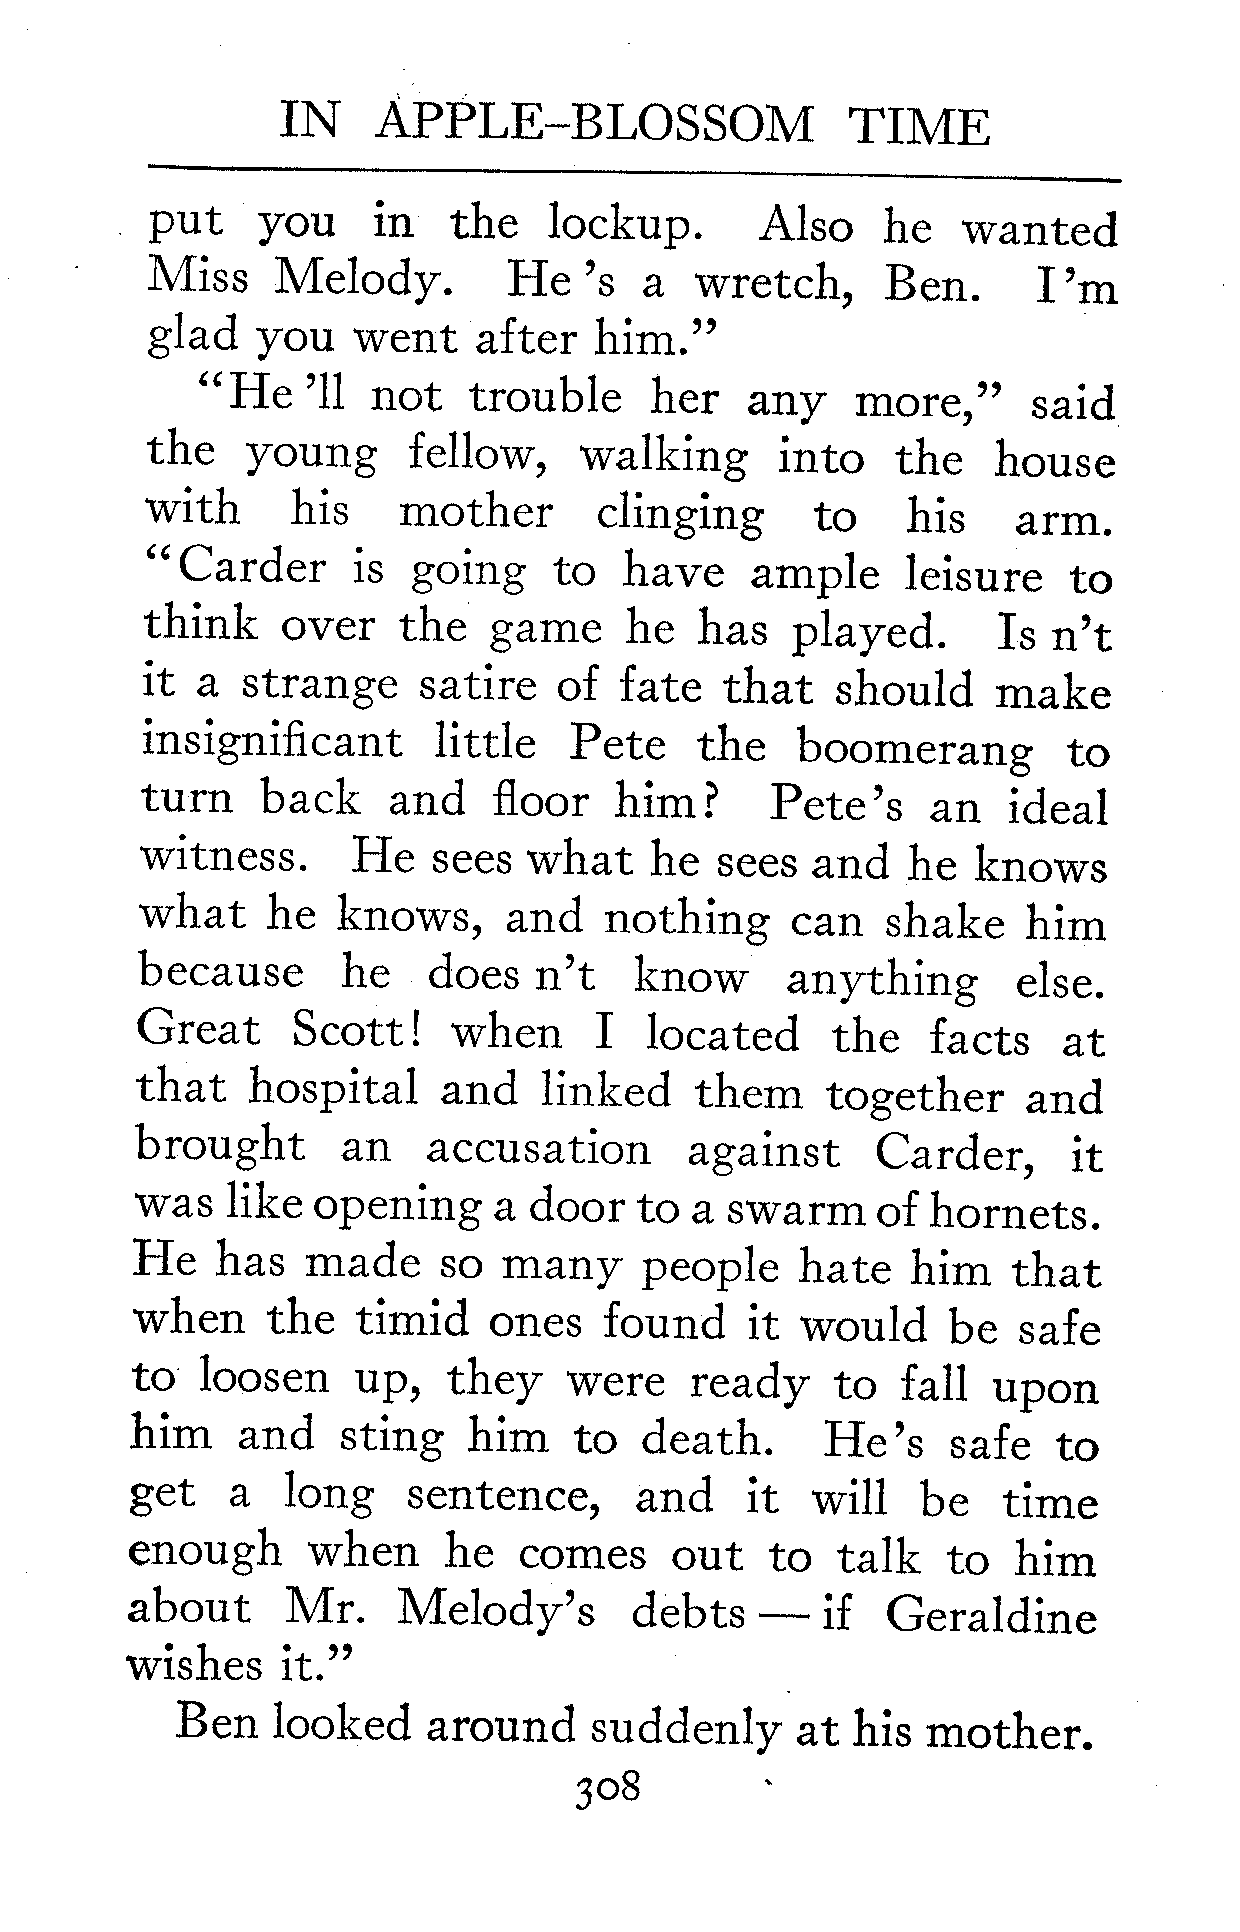 IN APPLE-BLOSSOM TIME
put you in the lockup. Also he wanted
Miss Melody. He 's a wretch, Ben. I 'm
glad you went after him."
"He 'll not trouble her any more," said
the young fellow, walking into the house
with his mother clinging to his arm.
"Carder is going to have ample leisure to
think over the game he has played. Is n't
it a strange satire of fate that should make
insignificant little Pete the boomerang to
turn back and floor him? Pete's an ideal
witness. He sees what he sees and he knows
what he knows, and nothing can shake him
because he does n't know anything else.
Great Scott! when I located the facts at
that hospital and linked them together and
brought an accusation against Carder, it
was like opening a door to a swarm of hornets.
He has made so many people hate him that
when the timid ones found it would be safe
to loosen up, they were ready to fall upon
him and sting him to death. He's safe to
get a long sentence, and it will be time
enough when he comes out to talk to him
about Mr. Melody's debts — if Geraldine
wishes it."
Ben looked around suddenly at his mother.
308